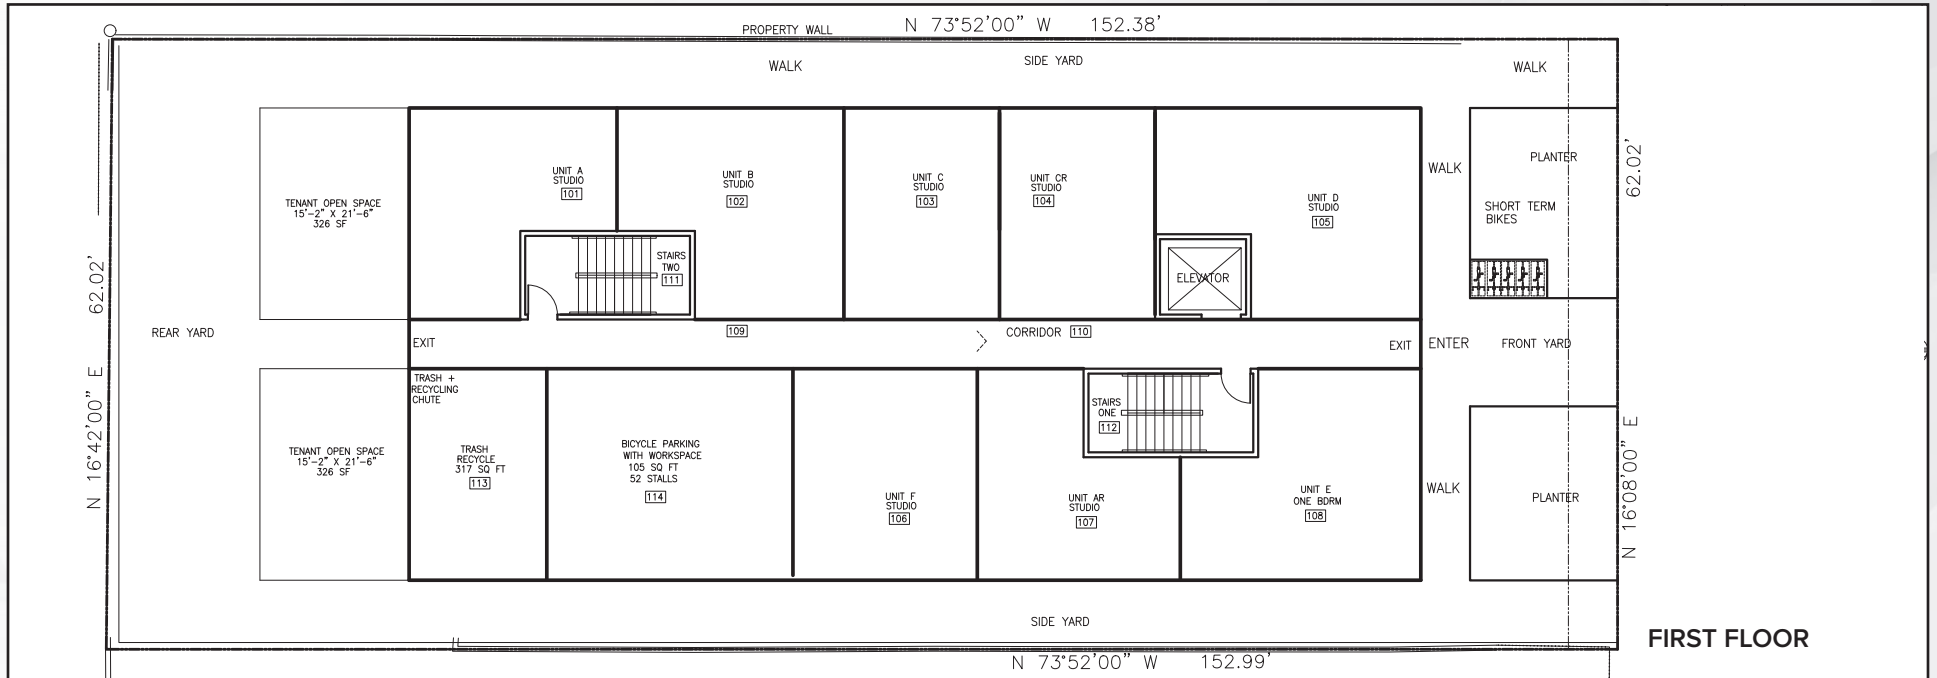 PROPERTY WALL
N 73°52'00" W 152.38'
WALK
SIDE YARD
WALK
TENANT OPEN SPACE
15'-2" X 21'-6"
326 SF
UNIT A
STUDIO
101
UNIT B
STUDIO
102
UNIT C
STUDIO
103
UNIT CR
STUDIO
104
UNIT D
STUDIO
105
WALK
PLANTER
SHORT TERM
BIKES
62.02'
STAIRS
TWO
111
ELEVATOR
N 16°42'00" E 62.02'
REAR YARD
EXIT
109
CORRIDOR 110
EXIT
ENTER
FRONT YARD
TRASH +
RECYCLING
CHUTE
TENANT OPEN SPACE
15'-2" X 21'-6"
326 SF
TRASH
RECYCLE
317 SQ FT
113
BICYCLE PARKING
WITH WORKSPACE
105 SQ FT
52 STALLS
114
UNIT F
STUDIO
106
STAIRS
ONE
112
UNIT AR
STUDIO
107
UNIT E
ONE BDRM
108
WALK
PLANTER
N 16°08'00" E
SIDE YARD
N 73°52'00" W 152.99'
FIRST FLOOR